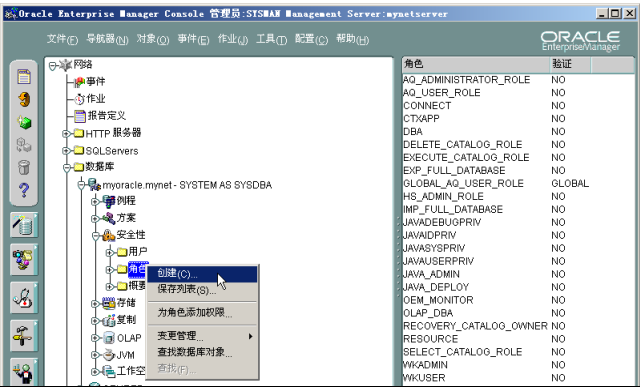 Oracle Enterprise Manager Console 管理员:SYSMAN Management Server:mynetserver
文件(F) 导航器(N) 对象(O) 事件(E) 作业(J) 工具(T) 配置(C) 帮助(H)
ORACLE
EnterpriseManager
网络
事件
作业
报告定义
HTTP 服务器
SQLServers
数据库
myoracle.mynet - SYSTEM AS SYSDBA
例程
方案
安全性
用户
角色
概要
存储
复制
OLAP
JVM
工作空
创建(C)...
保存列表(S)...
为角色添加权限...
变更管理...
查找数据库对象...
查找(F)...
角色 验证
AQ_ADMINISTRATOR_ROLE NO
AQ_USER_ROLE NO
CONNECT NO
CTXAPP NO
DBA NO
DELETE_CATALOG_ROLE NO
EXECUTE_CATALOG_ROLE NO
EXP_FULL_DATABASE NO
GLOBAL_AQ_USER_ROLE GLOBAL
HS_ADMIN_ROLE NO
IMP_FULL_DATABASE NO
JAVADEBUGPRIV NO
JAVAIDPRIV NO
JAVASYSPRIV NO
JAVAUSERPRIV NO
JAVA_ADMIN NO
JAVA_DEPLOY NO
OEM_MONITOR NO
OLAP_DBA NO
RECOVERY_CATALOG_OWNER NO
RESOURCE NO
SELECT_CATALOG_ROLE NO
WKADMIN NO
WKUSER NO